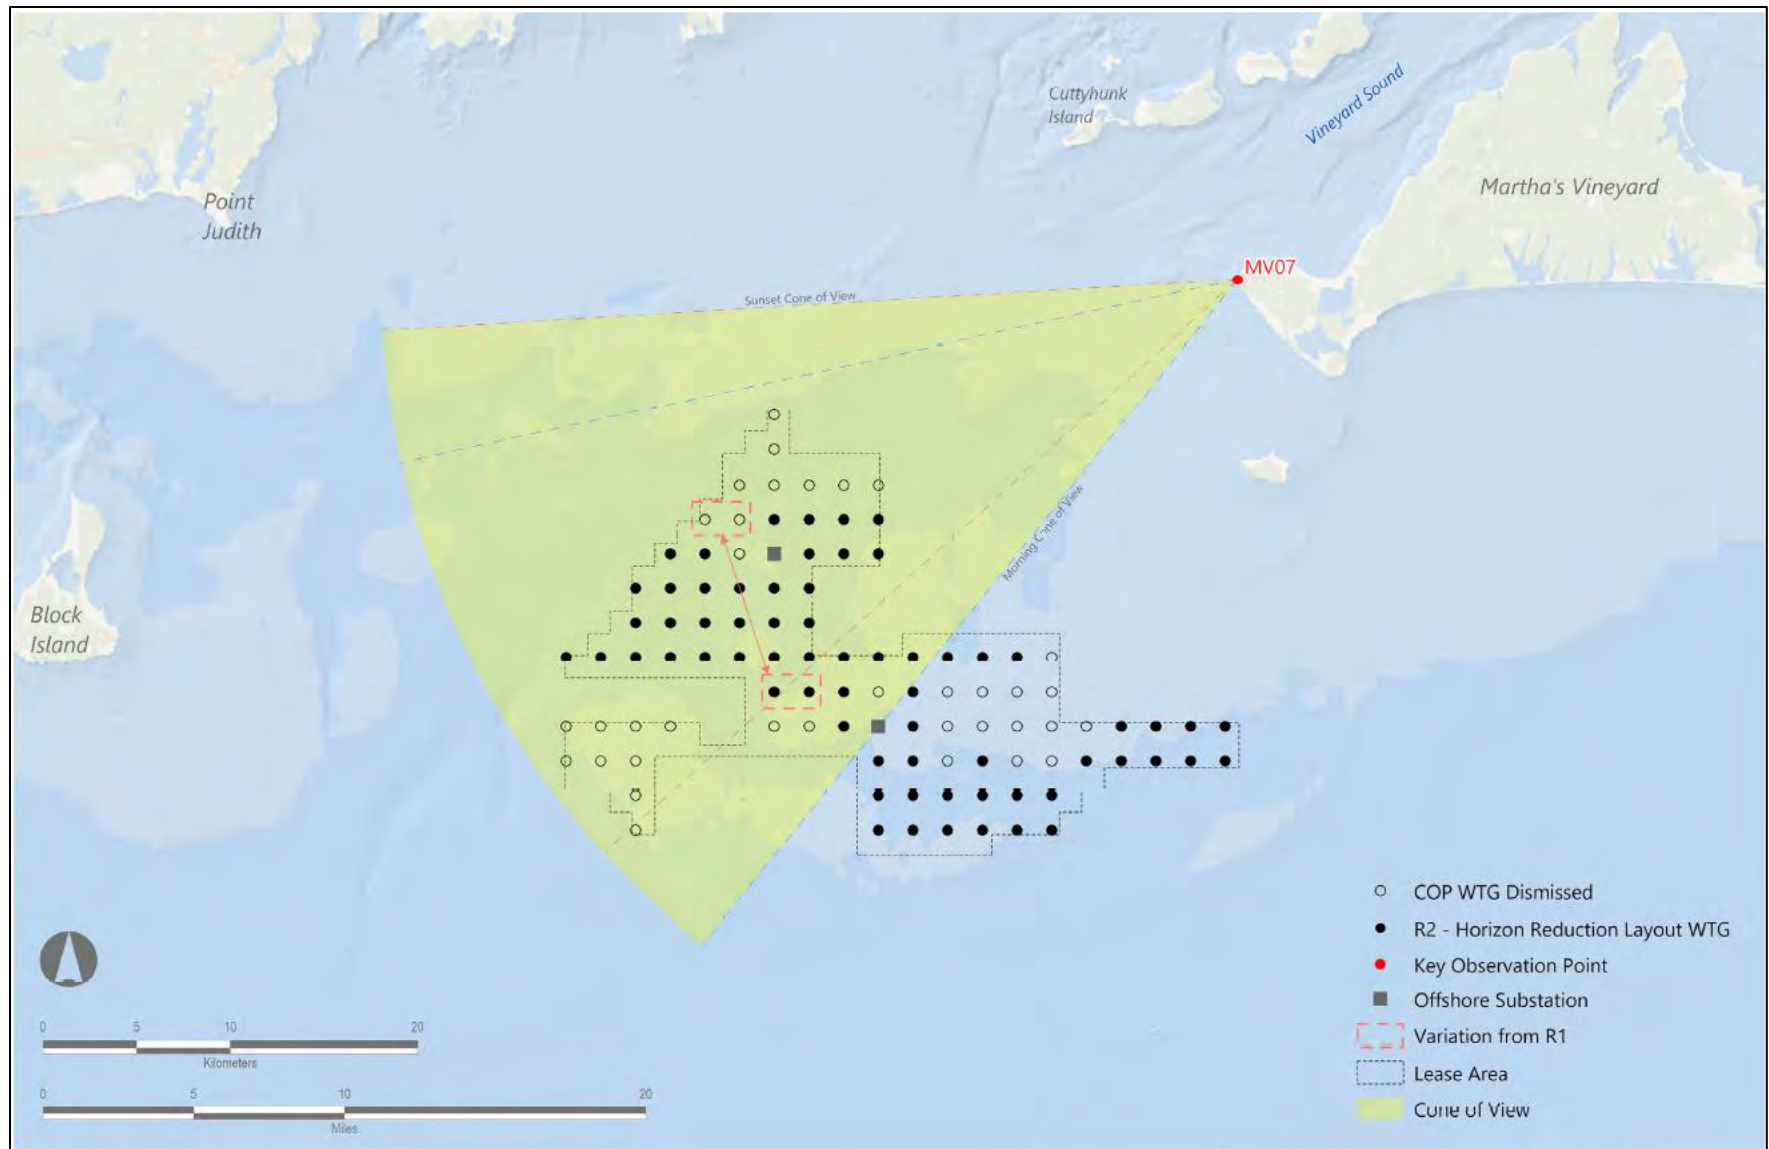 Cuttyhunk
Island
Vineyard Sound
Martha's Vineyard
Point
Judith
MV07
Sunset Cone of View
Morning Cone of View
Block
Island
COP WTG Dismissed
R2 - Horizon Reduction Layout WTG
Key Observation Point
Offshore Substation
Variation from R1
Lease Area
Cone of View
0 5 10 20
Kilometers
0 5 10 20
Miles